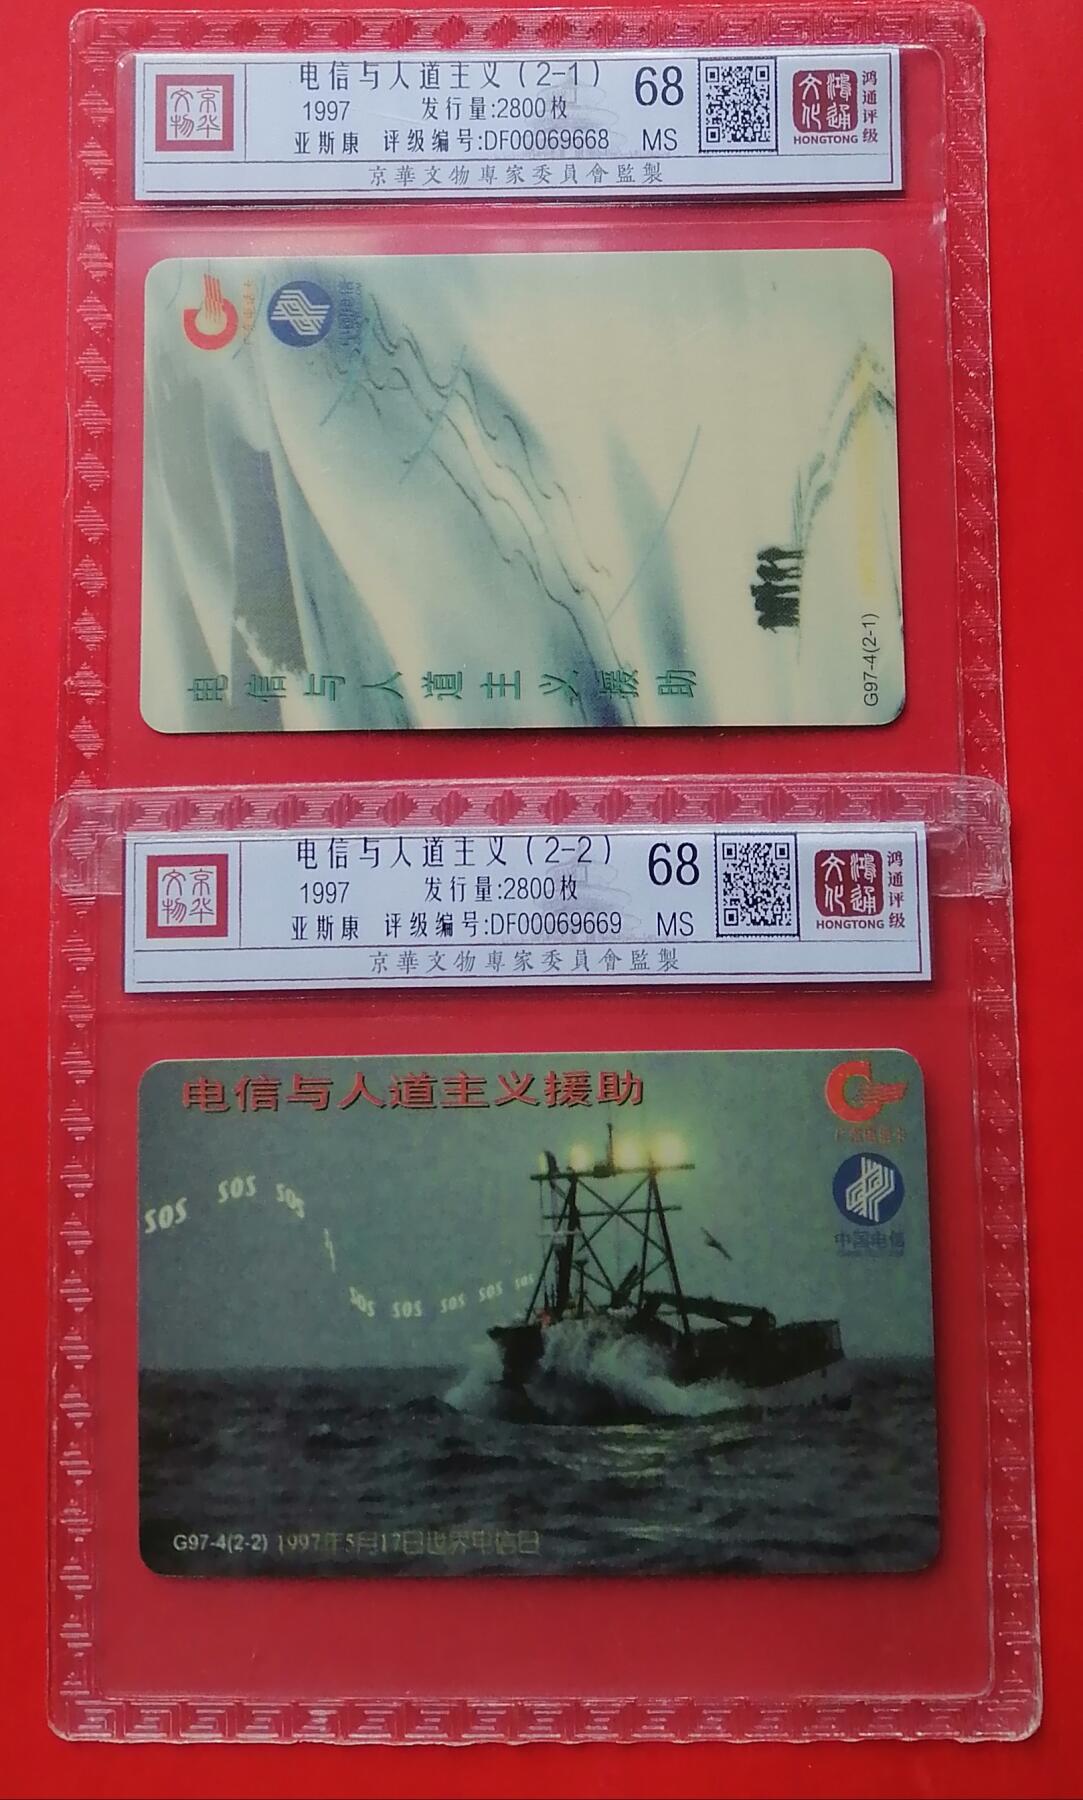 京华
文物
电信与人道主义(2-1)
1997 发行量:2800枚
亚斯康 评级编号:DF00069668
68
MS
鸿通
文化
HONGTONG
鸿通评级
京華文物專家委員會監製
电信与人道主义援助
G97-4(2-1)
京华
文物
电信与人道主义(2-2)
1997 发行量:2800枚
亚斯康 评级编号:DF00069669
68
MS
鸿通
文化
HONGTONG
鸿通评级
京華文物專家委員會監製
电信与人道主义援助
中国电信
SOS SOS SOS
SOS SOS SOS SOS SOS
G97-4(2-2) 1997年5月17日世界电信日